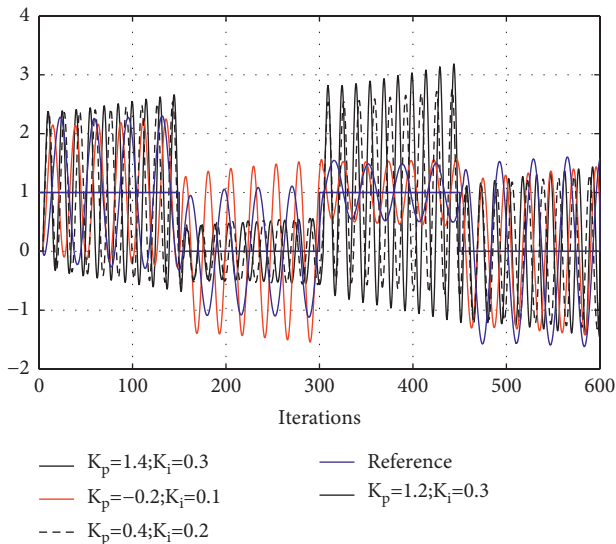 4
3
2
1
0
−1
−2
0 100 200 300 400 500 600
Iterations
Kp=1.4;Ki=0.3
Kp=−0.2;Ki=0.1
Kp=0.4;Ki=0.2
Reference
Kp=1.2;Ki=0.3